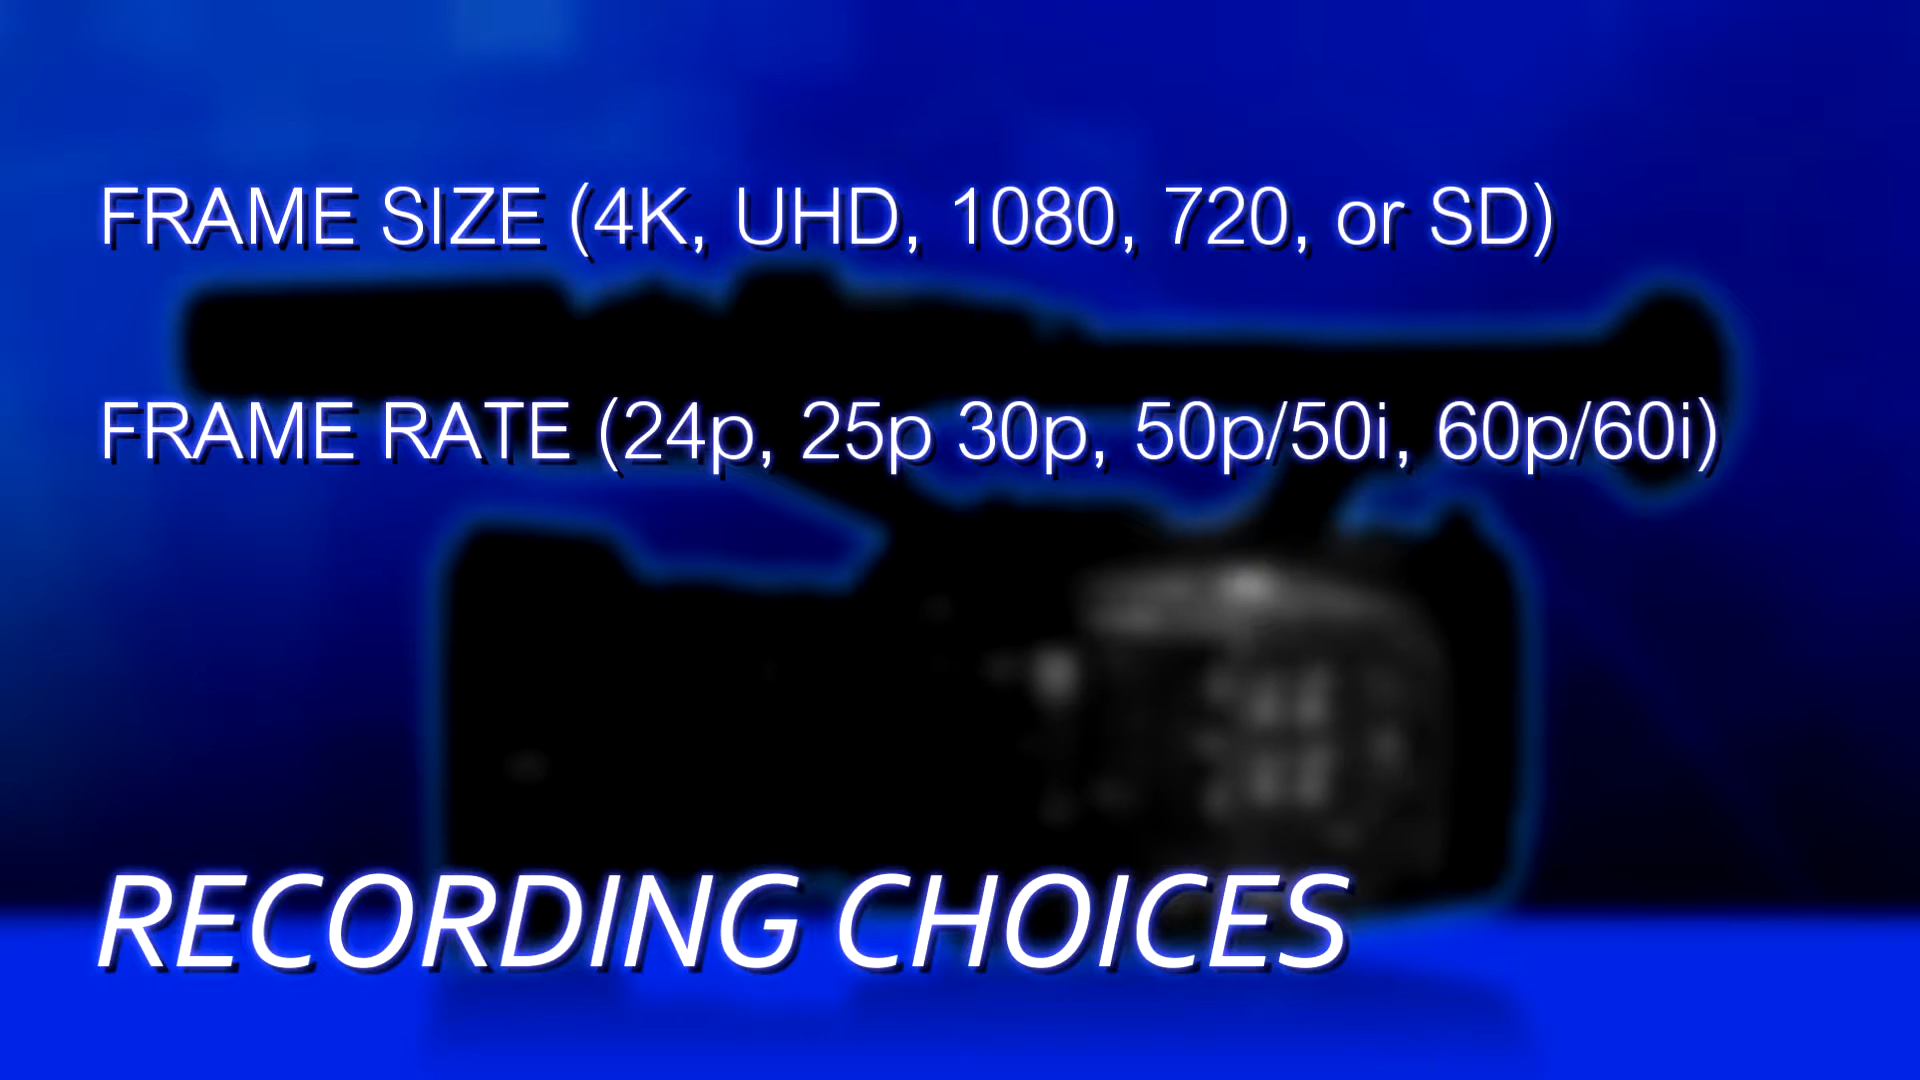 FRAME SIZE (4K, UHD, 1080, 720, or SD)
FRAME RATE (24p, 25p 30p, 50p/50i, 60p/60i)
RECORDING CHOICES